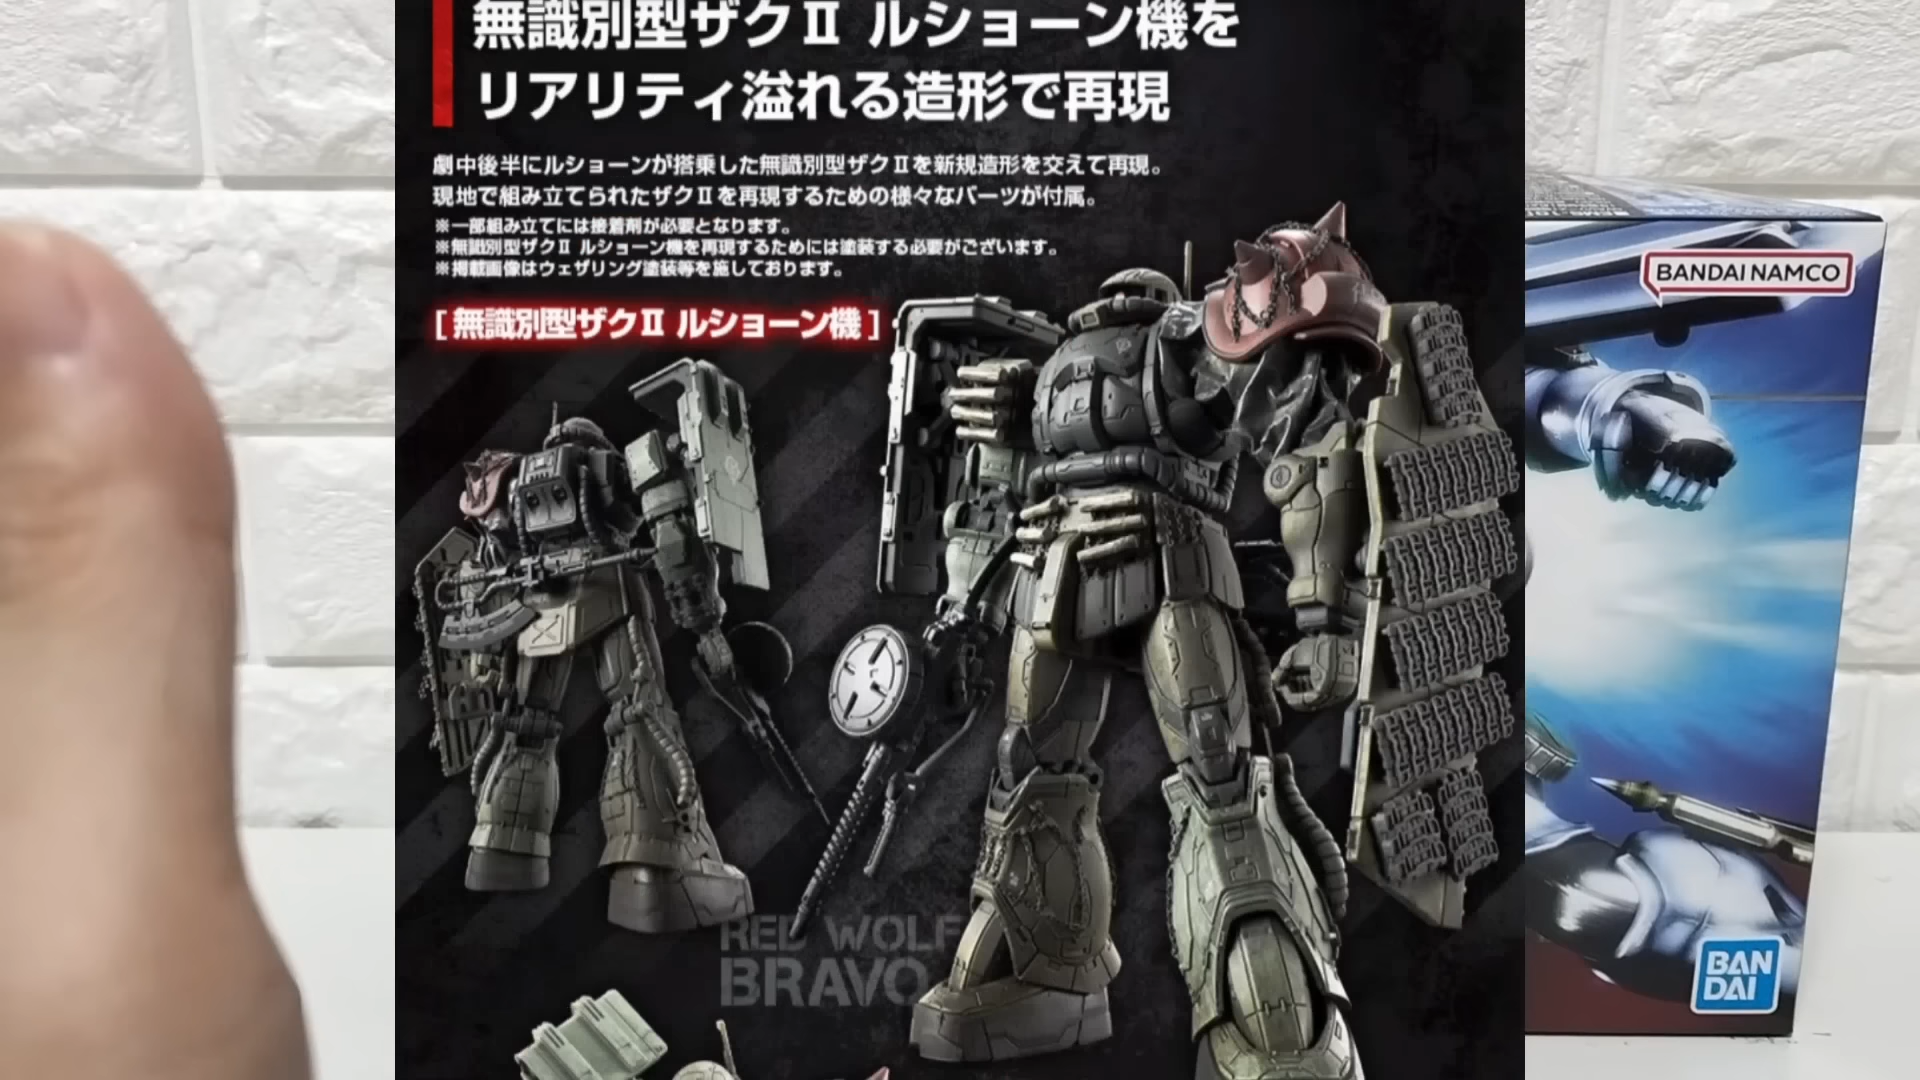 無識別型ザクⅡ ルショーン機を
リアリティ溢れる造形で再現
劇中後半にルショーンが搭乗した無識別型ザクⅡを新規造形を交えて再現。
現地で組み立てられたザクⅡを再現するための様々なパーツが付属。
※一部組み立てには接着剤が必要となります。
※無識別型ザクⅡ ルショーン機を再現するためには塗装する必要がございます。
※掲載画像はウェザリング塗装等を施しております。
[ 無識別型ザクⅡ ルショーン機 ]
BANDAI NAMCO
RED WOLF
BRAVO
BAN
DAI